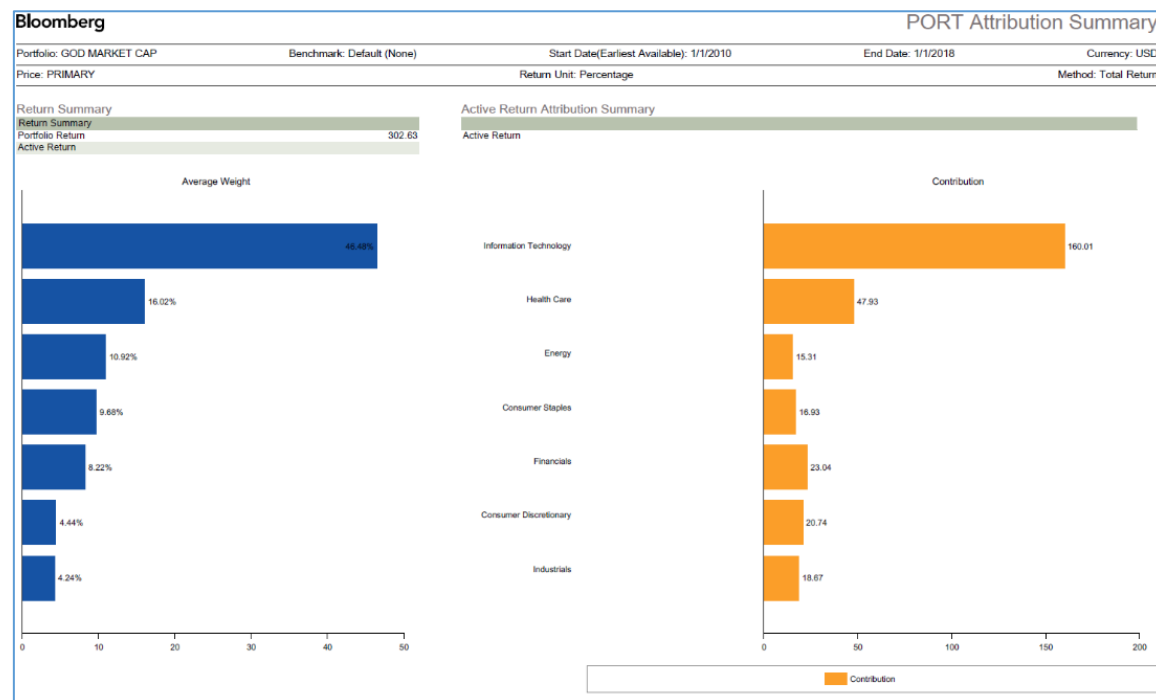 Bloomberg
PORT Attribution Summary
Portfolio: GOD MARKET CAP Benchmark: Default (None) Start Date(Earliest Available): 1/1/2010 End Date: 1/1/2018 Currency: USD
Price: PRIMARY Return Unit: Percentage Method: Total Return
Return Summary Active Return Attribution Summary
Return Summary
Portfolio Return 302.63 Active Return
Active Return
Average Weight Contribution
46.48% Information Technology 160.01
16.02% Health Care 47.93
10.92% Energy 15.31
9.68% Consumer Staples 16.93
8.22% Financials 23.04
4.44% Consumer Discretionary 20.74
4.24% Industrials 18.67
0 10 20 30 40 50 0 50 100 150 200
Contribution